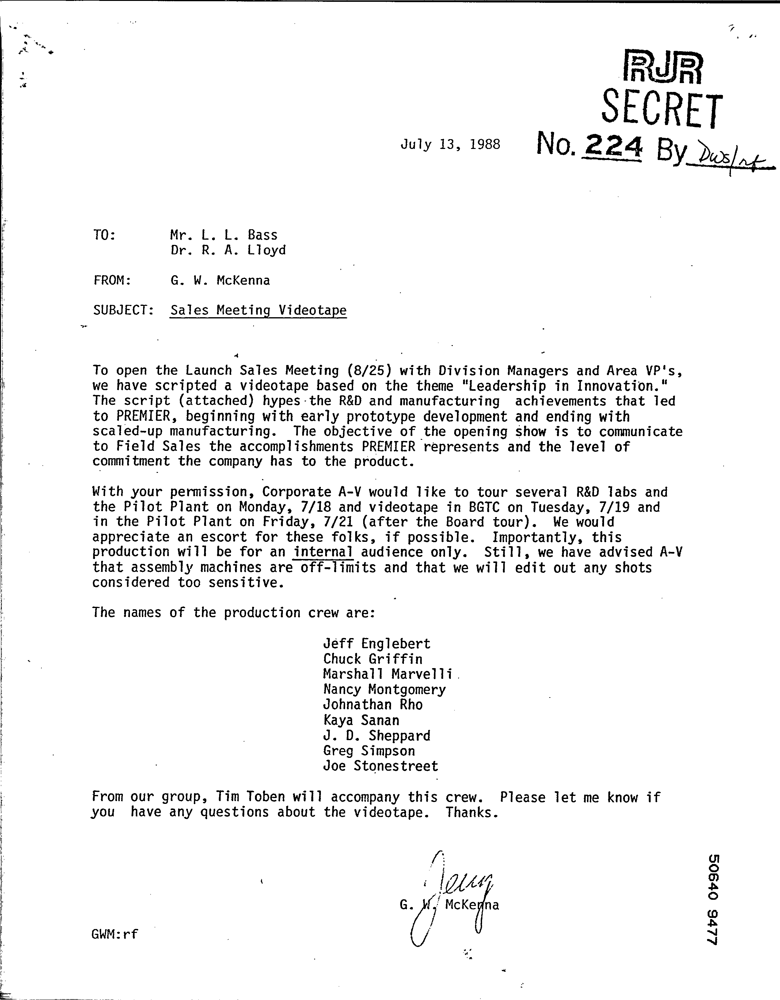 RJR
SECRET
No. 224 By Dws/rf
July 13, 1988
TO: Mr. L. L. Bass
Dr. R. A. Lloyd
FROM: G. W. McKenna
SUBJECT: Sales Meeting Videotape
To open the Launch Sales Meeting (8/25) with Division Managers and Area VP's,
we have scripted a videotape based on the theme "Leadership in Innovation."
The script (attached) hypes the R&D and manufacturing achievements that led
to PREMIER, beginning with early prototype development and ending with
scaled-up manufacturing. The objective of the opening show is to communicate
to Field Sales the accomplishments PREMIER represents and the level of
commitment the company has to the product.
With your permission, Corporate A-V would like to tour several R&D labs and
the Pilot Plant on Monday, 7/18 and videotape in BGTC on Tuesday, 7/19 and
in the Pilot Plant on Friday, 7/21 (after the Board tour). We would
appreciate an escort for these folks, if possible. Importantly, this
production will be for an internal audience only. Still, we have advised A-V
that assembly machines are off-limits and that we will edit out any shots
considered too sensitive.
The names of the production crew are:
Jeff Englebert
Chuck Griffin
Marshall Marvelli
Nancy Montgomery
Johnathan Rho
Kaya Sanan
J. D. Sheppard
Greg Simpson
Joe Stonestreet
From our group, Tim Toben will accompany this crew. Please let me know if
you have any questions about the videotape. Thanks.
Jerry
G. W. McKenna
GWM:rf
50640 9477